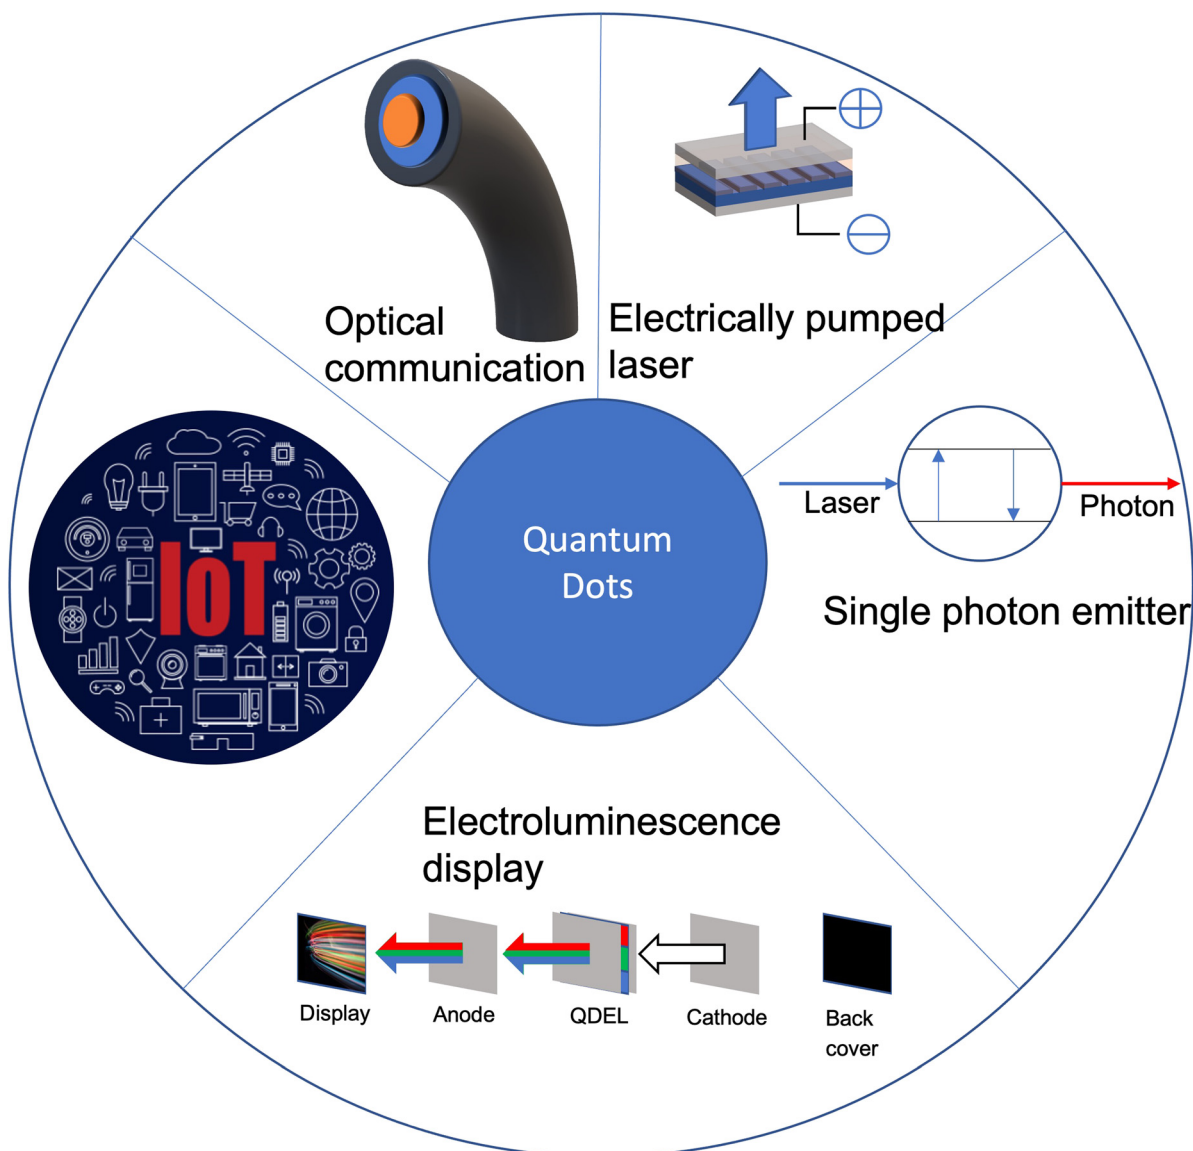 Optical
communication
Electrically pumped
laser
IoT
Quantum
Dots
Laser
Photon
Single photon emitter
Electroluminescence
display
Display
Anode
QDEL
Cathode
Back
cover